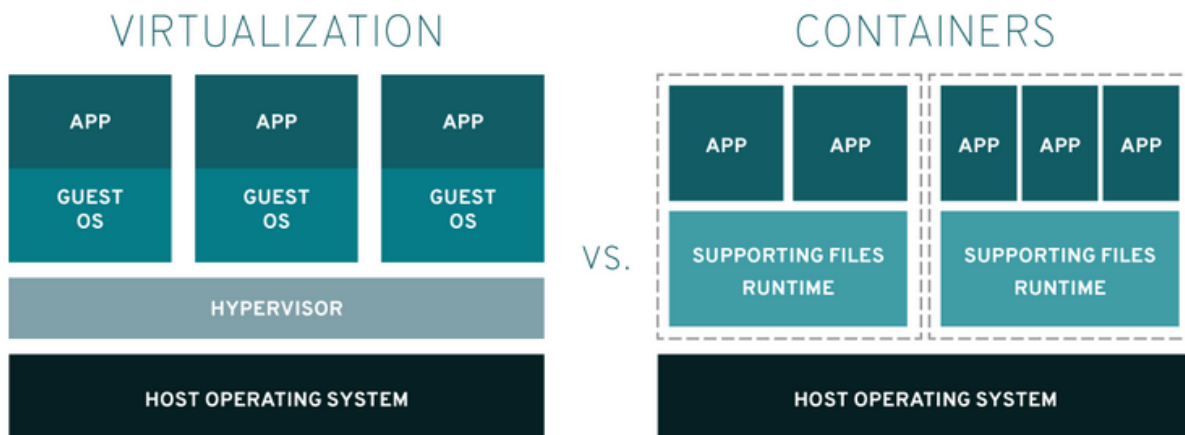 VIRTUALIZATION
APP
APP
APP
GUEST
OS
GUEST
OS
GUEST
OS
HYPERVISOR
HOST OPERATING SYSTEM
VS.
CONTAINERS
APP
APP
APP
APP
APP
SUPPORTING FILES
RUNTIME
SUPPORTING FILES
RUNTIME
HOST OPERATING SYSTEM